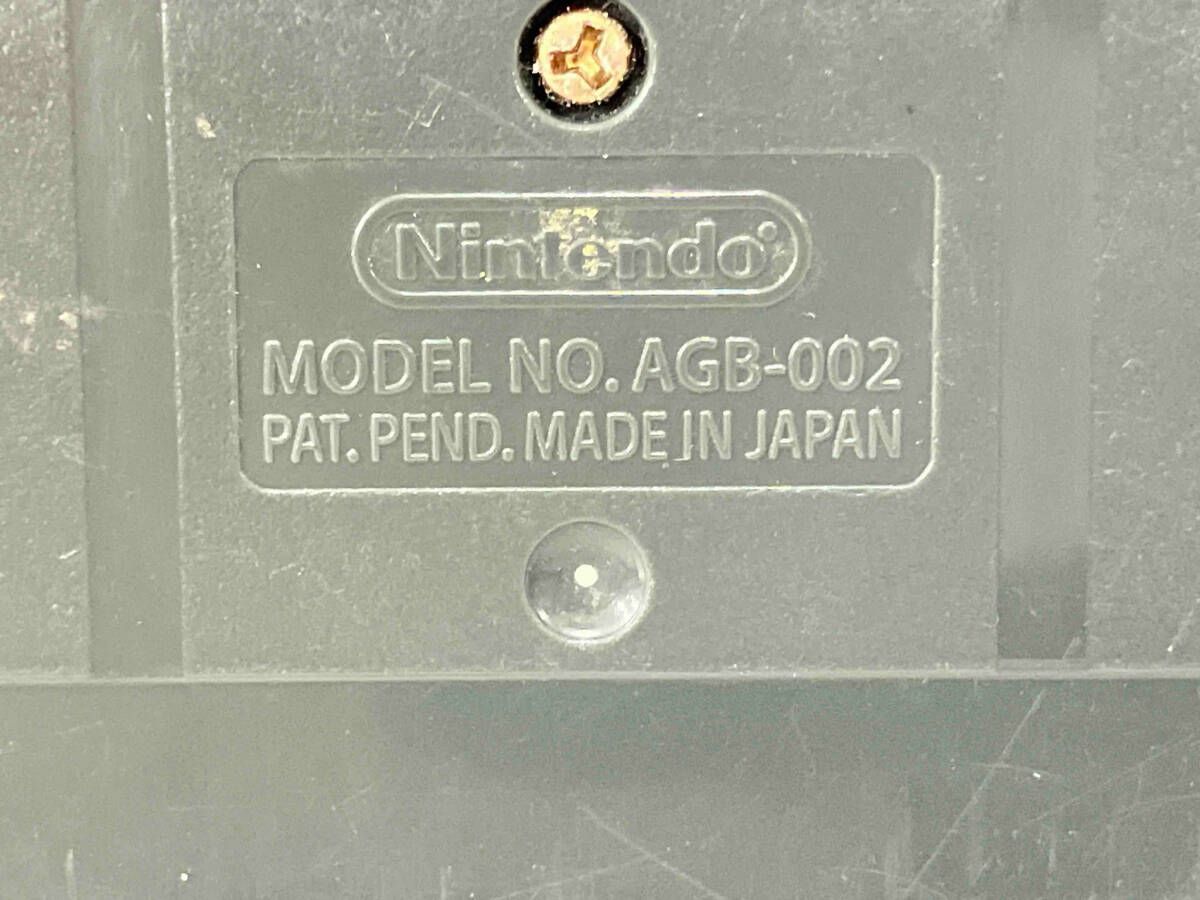 Nintendo
MODEL NO. AGB-002
PAT. PEND. MADE IN JAPAN